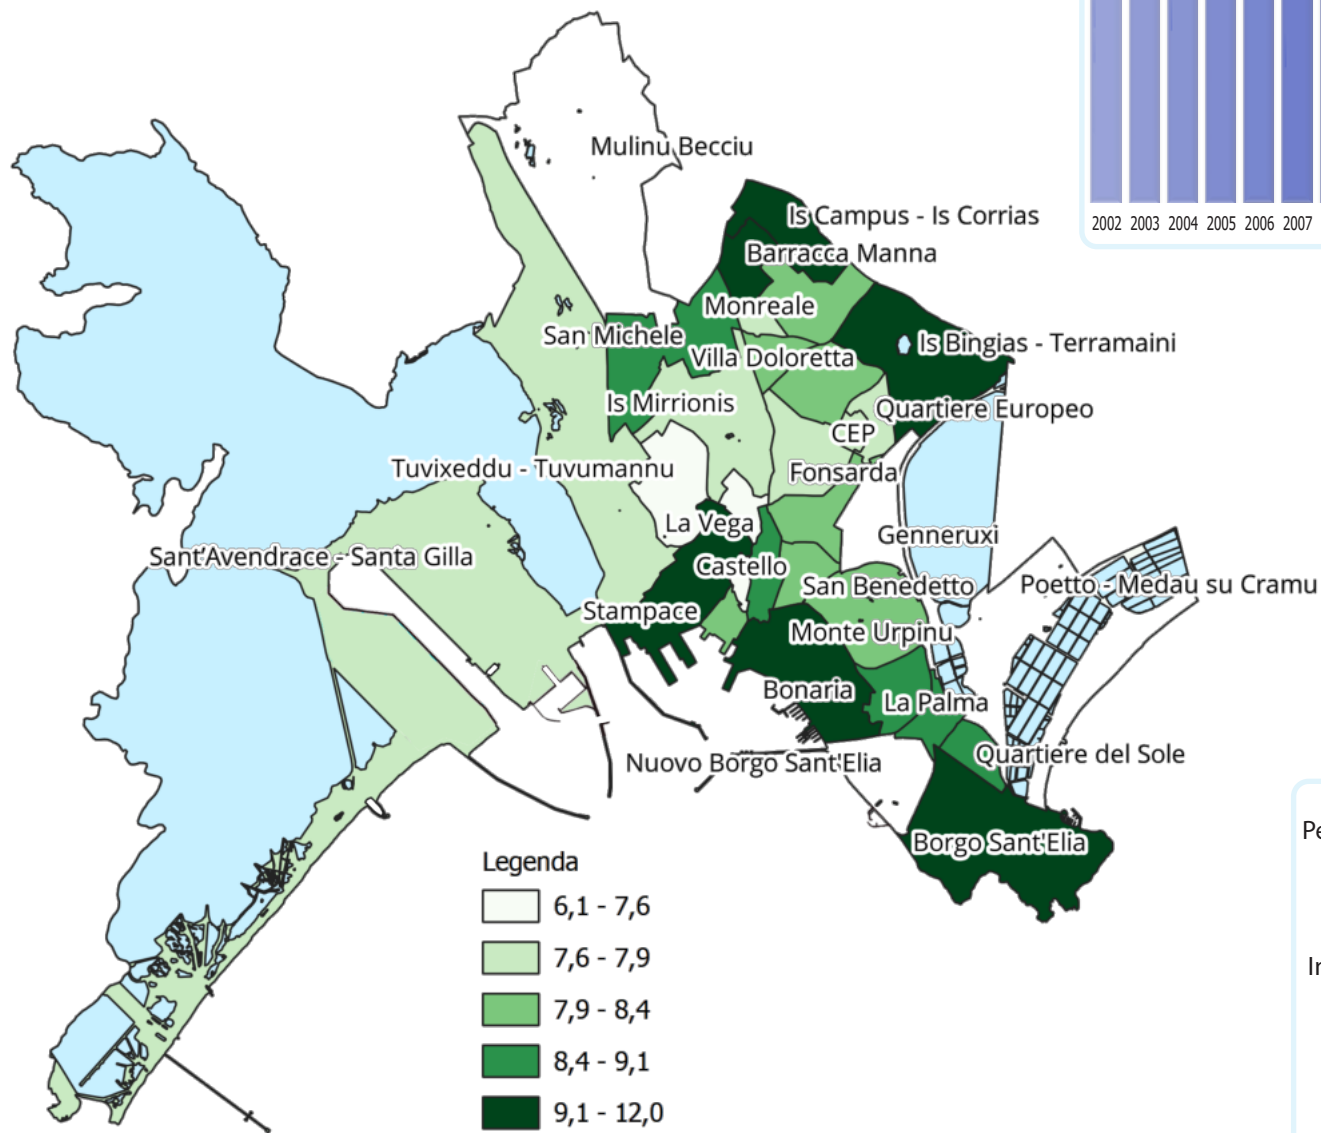 2002 2003 2004 2005 2006 2007
Mulinu Becciu
Is Campus - Is Corrias
Barracca Manna
Monreale
San Michele
Is Bingias - Terramaini
Villa Doloretta
Is Mirrionis
Quartiere Europeo
CEP
Tuvixeddu - Tuvumannu
Fonsarda
La Vega
Genneruxi
Sant'Avendrace - Santa Gilla
Castello
San Benedetto
Poetto - Medau su Cramu
Stampace
Monte Urpinu
Bonaria
La Palma
Nuovo Borgo Sant'Elia
Quartiere del Sole
Borgo Sant'Elia
Legenda
6,1 - 7,6
7,6 - 7,9
7,9 - 8,4
8,4 - 9,1
9,1 - 12,0